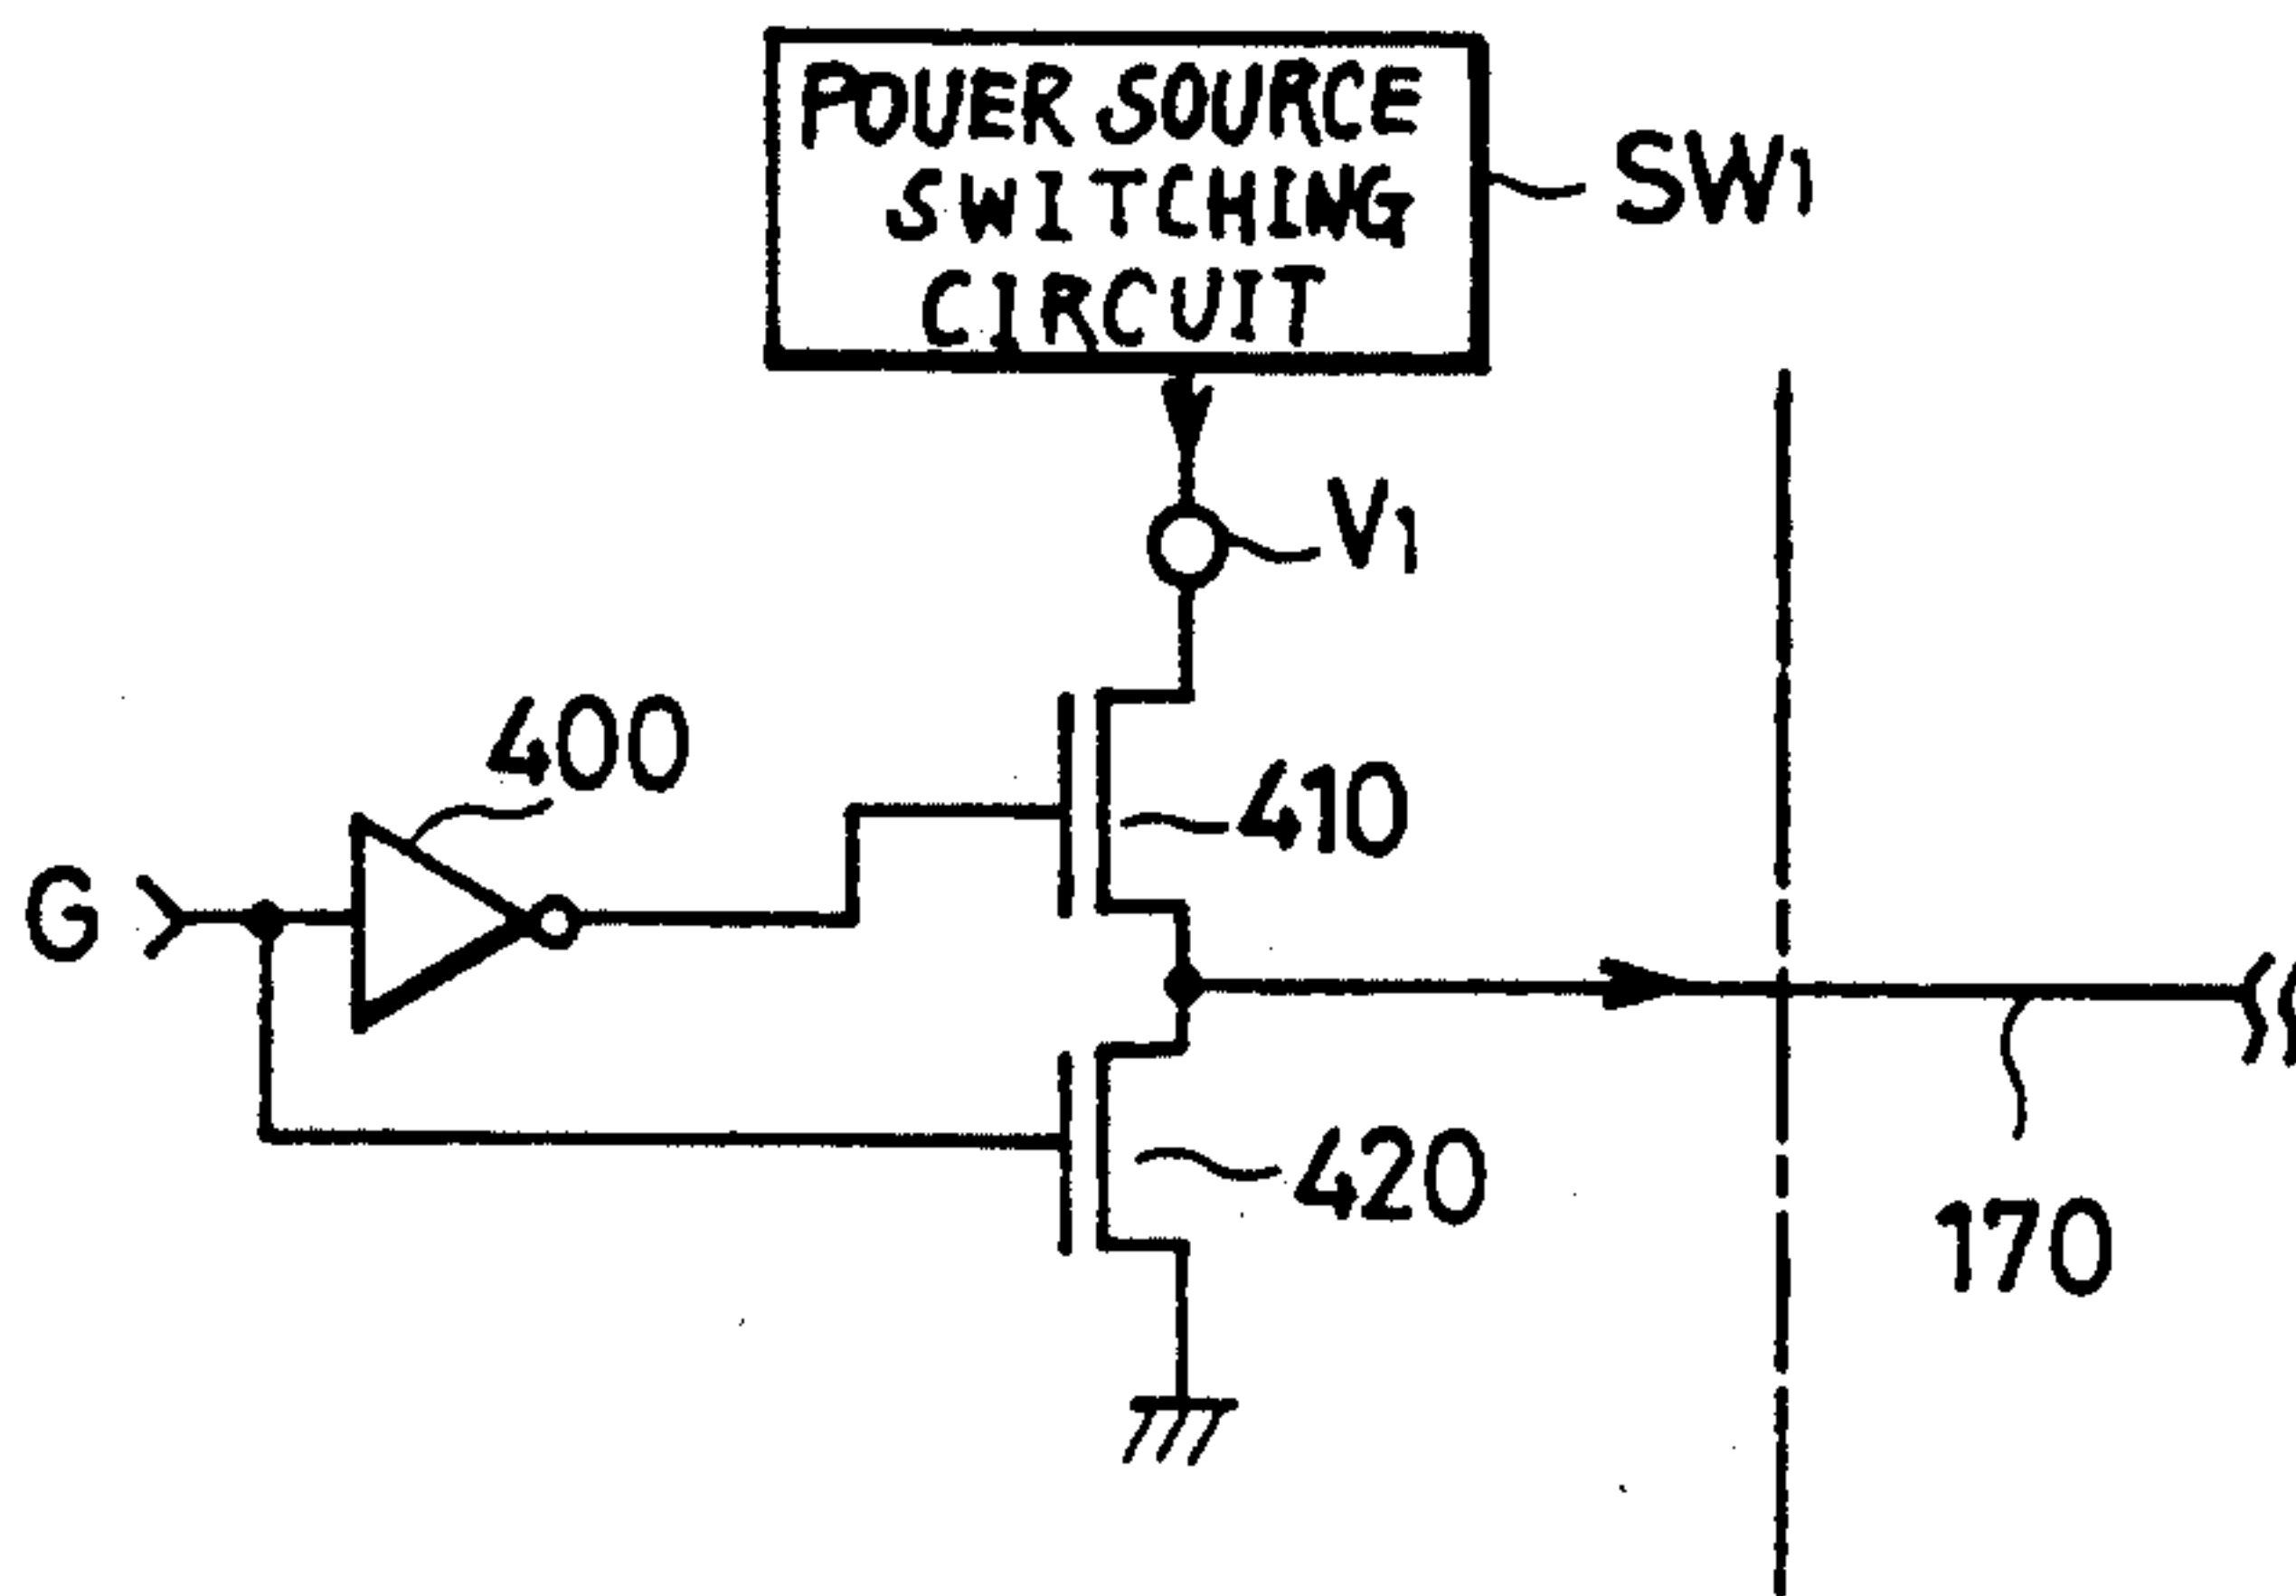 POUER SOURCE
SWITCHING
CIRCUIT
SW1
V1
400
410
G
420
170